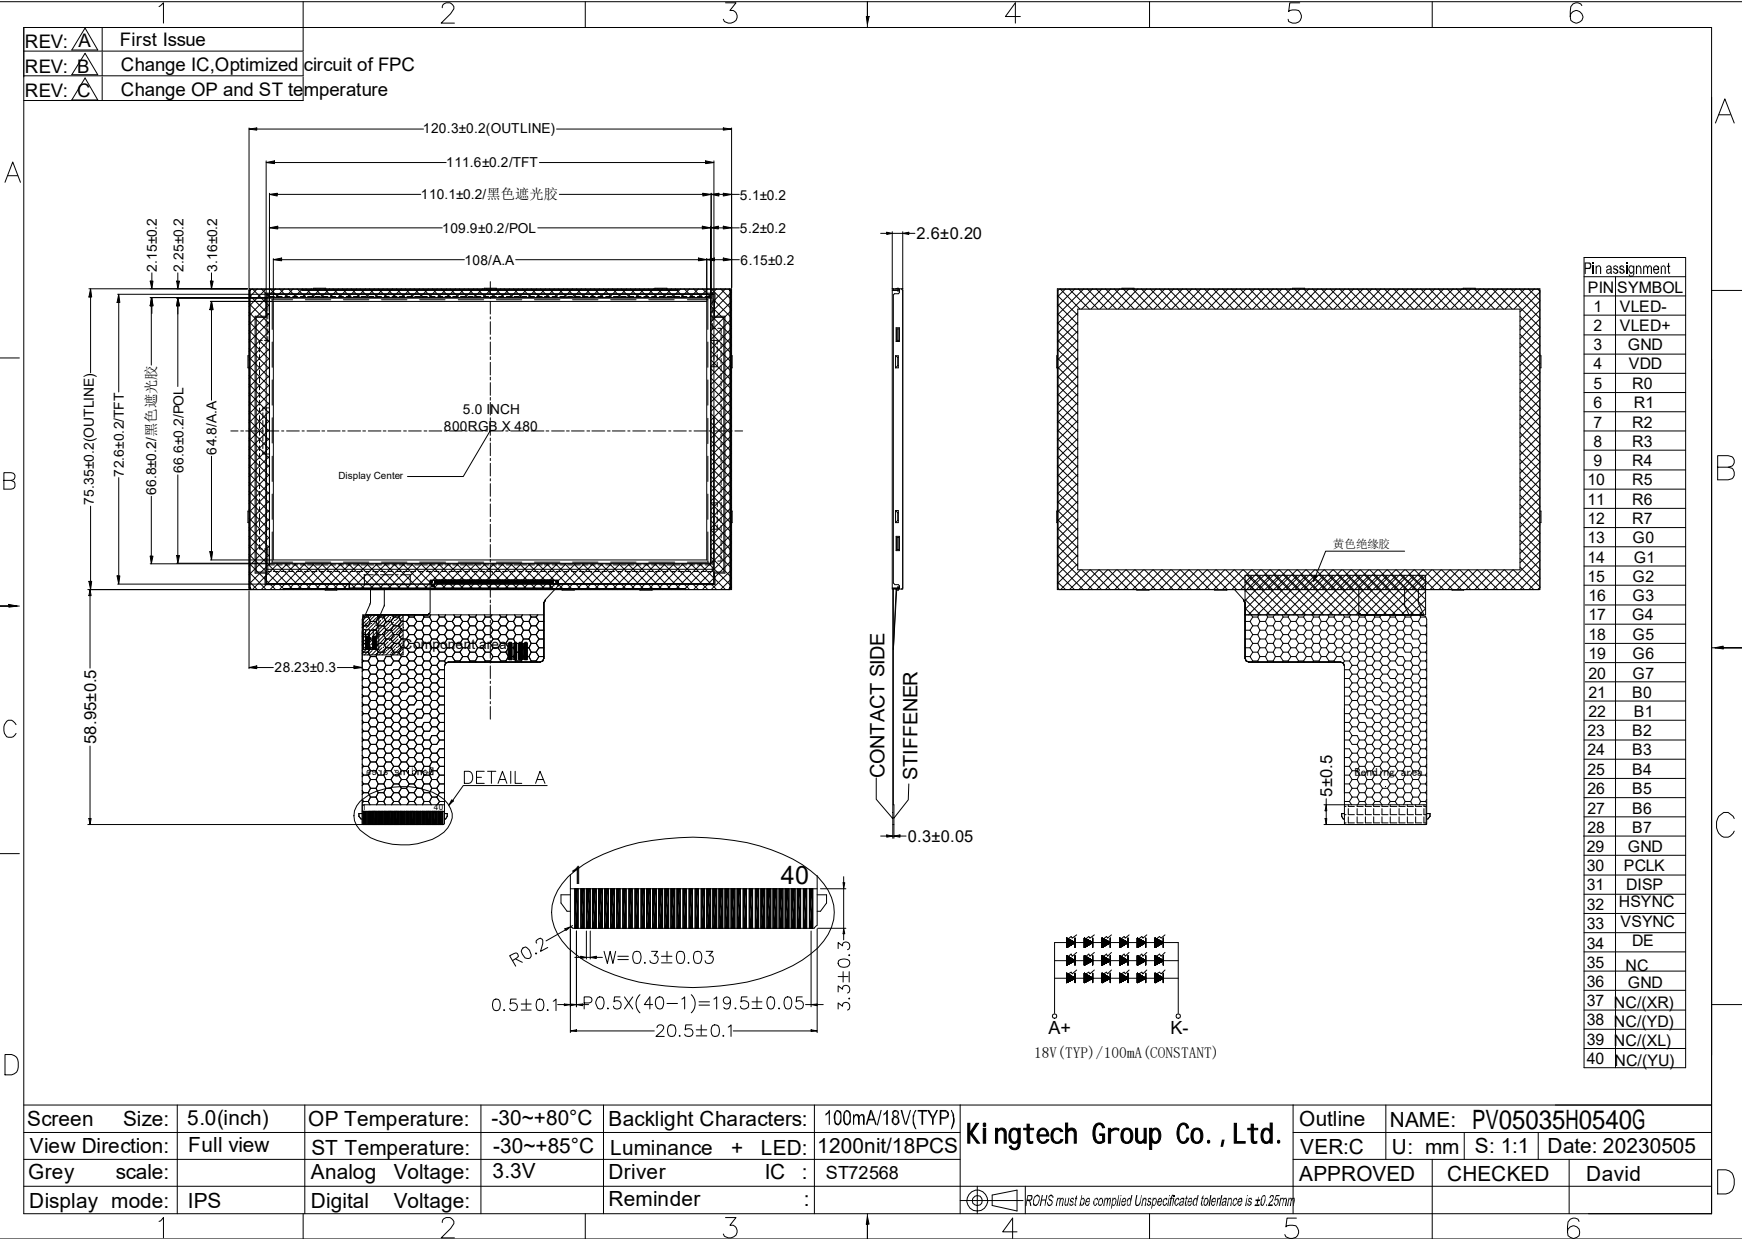 1 2 3 4 5 6
REV: A First Issue
REV: B Change IC,Optimized circuit of FPC
REV: C Change OP and ST temperature
A
B
C
D
A
B
C
D
120.3±0.2(OUTLINE)
111.6±0.2/TFT
110.1±0.2/黑色遮光胶
5.1±0.2
109.9±0.2/POL
5.2±0.2
108/A.A
6.15±0.2
2.15±0.2
2.25±0.2
3.16±0.2
75.35±0.2(OUTLINE)
72.6±0.2/TFT
66.8±0.2/黑色遮光胶
66.6±0.2/POL
64.8/A.A
5.0 INCH
800RGB X 480
Display Center
Component area
28.23±0.3
58.95±0.5
DETAIL A
40
2.6±0.20
CONTACT SIDE
STIFFENER
0.3±0.05
黄色绝缘胶
Bending area
5±0.5
1 40
R0.2
W=0.3±0.03
0.5±0.1
P0.5X(40-1)=19.5±0.05
20.5±0.1
3.3±0.3
A+ K-
18V(TYP)/100mA(CONSTANT)
Pin assignment
PIN SYMBOL
1 VLED-
2 VLED+
3 GND
4 VDD
5 R0
6 R1
7 R2
8 R3
9 R4
10 R5
11 R6
12 R7
13 G0
14 G1
15 G2
16 G3
17 G4
18 G5
19 G6
20 G7
21 B0
22 B1
23 B2
24 B3
25 B4
26 B5
27 B6
28 B7
29 GND
30 PCLK
31 DISP
32 HSYNC
33 VSYNC
34 DE
35 NC
36 GND
37 NC/(XR)
38 NC/(YD)
39 NC/(XL)
40 NC/(YU)
Screen Size: 5.0(inch) OP Temperature: -30~+80°C Backlight Characters: 100mA/18V(TYP)
View Direction: Full view ST Temperature: -30~+85°C Luminance + LED: 1200nit/18PCS
Grey scale: Analog Voltage: 3.3V Driver IC : ST72568
Display mode: IPS Digital Voltage: Reminder :
Kingtech Group Co.,Ltd.
ROHS must be complied Unspecificated tolerlance is ±0.25mm
Outline NAME: PV05035H0540G
VER:C U: mm S: 1:1 Date: 20230505
APPROVED CHECKED David
1 2 3 4 5 6